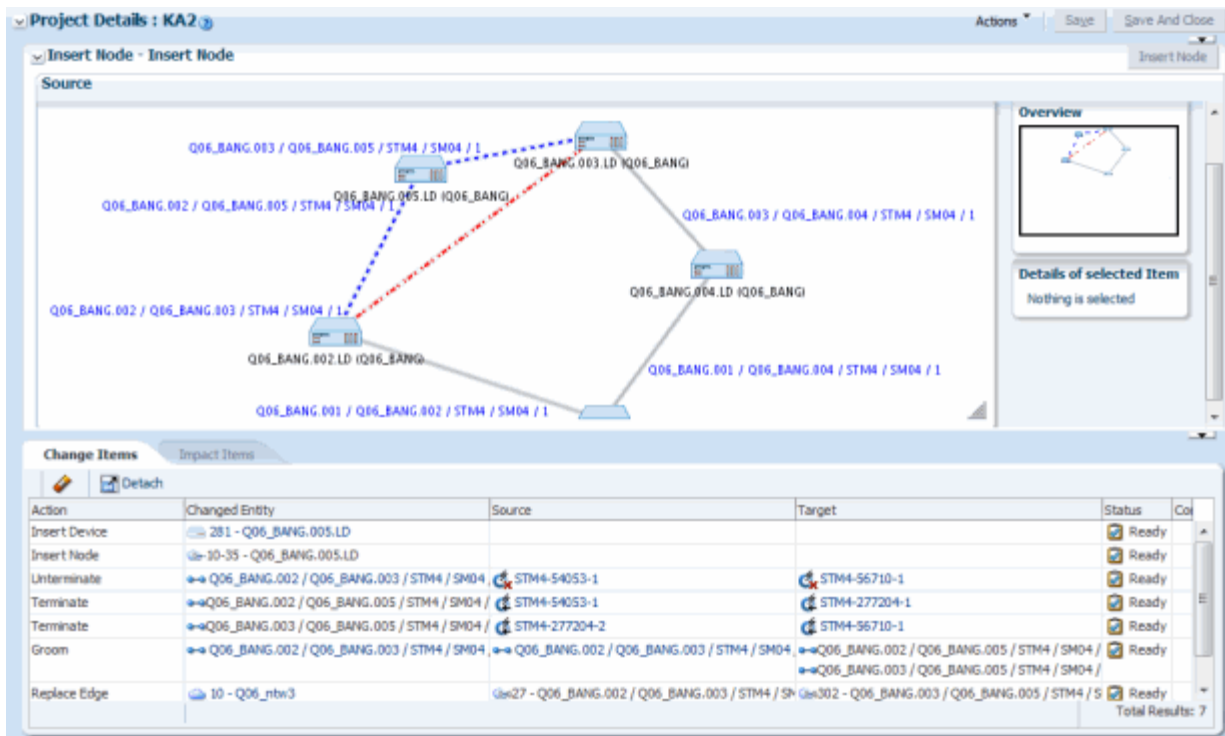 Project Details : KA2
Actions
Save
Save And Close
Insert Node - Insert Node
Insert Node
Source
Overview
Q06_BANG.003 / Q06_BANG.005 / STM4 / SM04 / 1
Q06_BANG.003.LD (Q06_BANG)
Q06_BANG.005.LD (Q06_BANG)
Q06_BANG.002 / Q06_BANG.005 / STM4 / SM04 / 1
Q06_BANG.003 / Q06_BANG.004 / STM4 / SM04 / 1
Details of selected Item
Q06_BANG.004.LD (Q06_BANG)
Nothing is selected
Q06_BANG.002 / Q06_BANG.003 / STM4 / SM04 / 1
Q06_BANG.002.LD (Q06_BANG)
Q06_BANG.001 / Q06_BANG.004 / STM4 / SM04 / 1
Q06_BANG.001 / Q06_BANG.002 / STM4 / SM04 / 1
Change Items
Impact Items
Detach
Action Changed Entity Source Target Status Co
Insert Device 281 - Q06_BANG.005.LD Ready
Insert Node 10-35 - Q06_BANG.005.LD Ready
Unterminate Q06_BANG.002 / Q06_BANG.003 / STM4 / SM04 STM4-54053-1 STM4-56710-1 Ready
Terminate Q06_BANG.002 / Q06_BANG.005 / STM4 / SM04 / STM4-54053-1 STM4-277204-1 Ready
Terminate Q06_BANG.003 / Q06_BANG.005 / STM4 / SM04 / STM4-277204-2 STM4-56710-1 Ready
Groom Q06_BANG.002 / Q06_BANG.003 / STM4 / SM04 Q06_BANG.002 / Q06_BANG.003 / STM4 / SM04 Q06_BANG.002 / Q06_BANG.005 / STM4 / SM04 / Ready
Q06_BANG.003 / Q06_BANG.005 / STM4 / SM04 /
Replace Edge 10 - Q06_ntw3 27 - Q06_BANG.002 / Q06_BANG.003 / STM4 / SM 302 - Q06_BANG.003 / Q06_BANG.005 / STM4 / S Ready
Total Results: 7